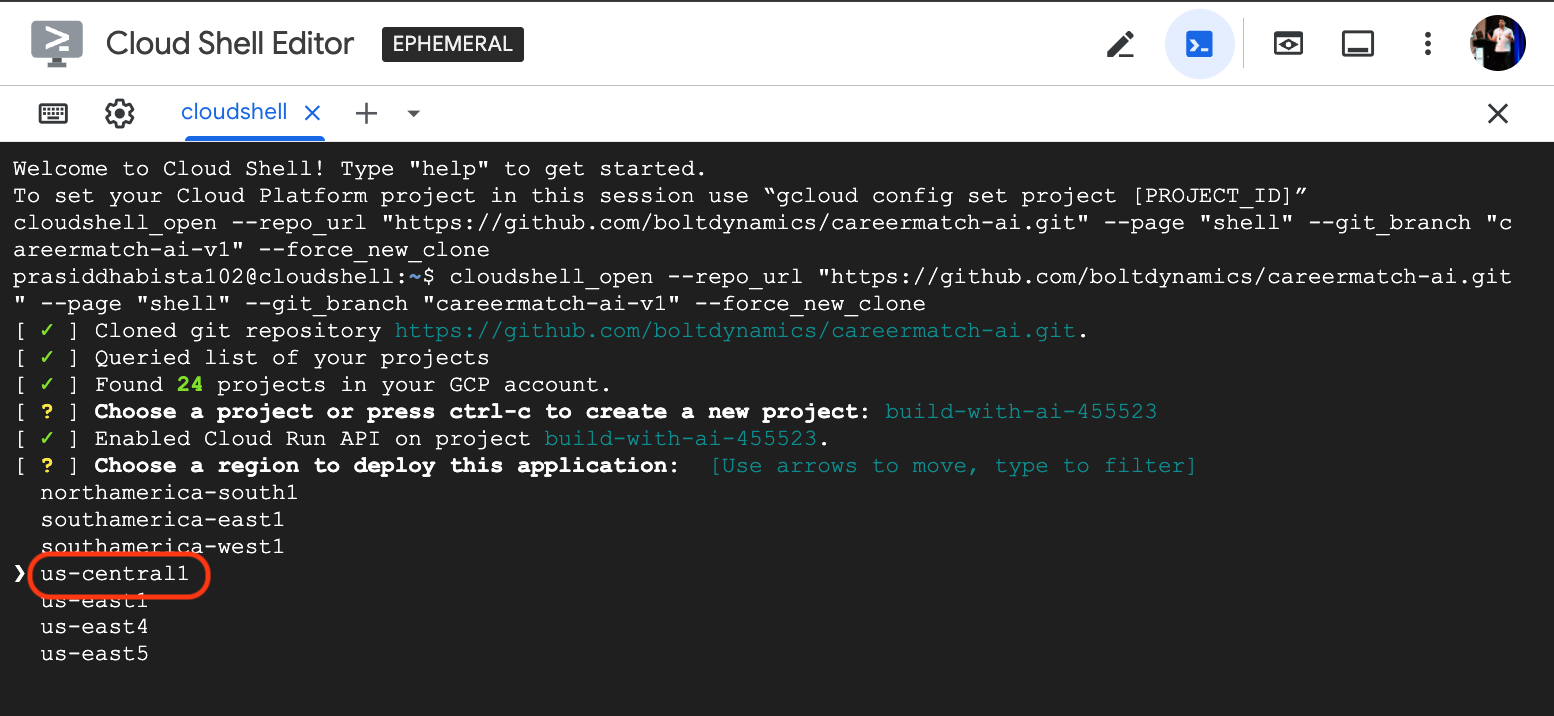 Cloud Shell Editor EPHEMERAL
cloudshell
Welcome to Cloud Shell! Type "help" to get started.
To set your Cloud Platform project in this session use “gcloud config set project [PROJECT_ID]”
cloudshell_open --repo_url "https://github.com/boltdynamics/careermatch-ai.git" --page "shell" --git_branch "c
areermatch-ai-v1" --force_new_clone
prasiddhabista102@cloudshell:~$ cloudshell_open --repo_url "https://github.com/boltdynamics/careermatch-ai.git
" --page "shell" --git_branch "careermatch-ai-v1" --force_new_clone
[ ✓ ] Cloned git repository https://github.com/boltdynamics/careermatch-ai.git.
[ ✓ ] Queried list of your projects
[ ✓ ] Found 24 projects in your GCP account.
[ ? ] Choose a project or press ctrl-c to create a new project: build-with-ai-455523
[ ✓ ] Enabled Cloud Run API on project build-with-ai-455523.
[ ? ] Choose a region to deploy this application:  [Use arrows to move, type to filter]
northamerica-south1
southamerica-east1
southamerica-west1
❯ us-central1
us-east1
us-east4
us-east5